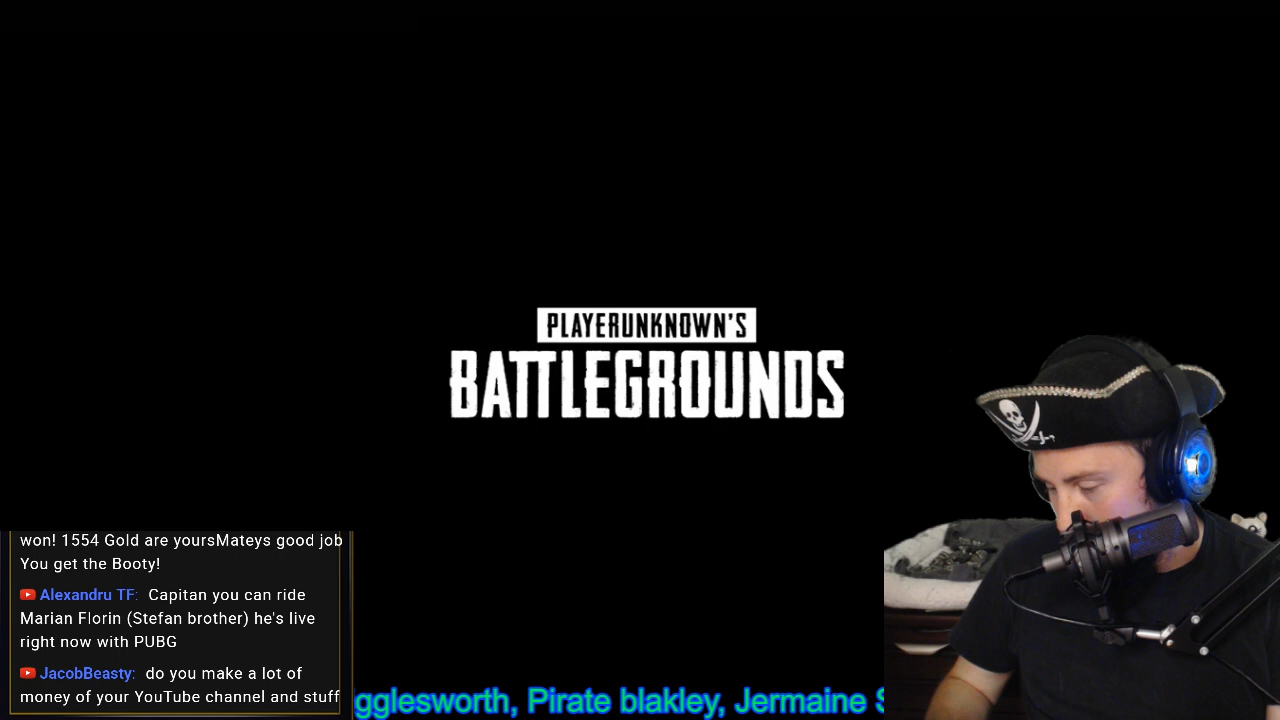 PLAYERUNKNOWN'S
BATTLEGROUNDS
won! 1554 Gold are yoursMateys good job
You get the Booty!
Alexandru TF: Capitan you can ride
Marian Florin (Stefan brother) he's live
right now with PUBG
JacobBeasty: do you make a lot of
money of your YouTube channel and stuff
gglesworth, Pirate blakley, Jermaine S